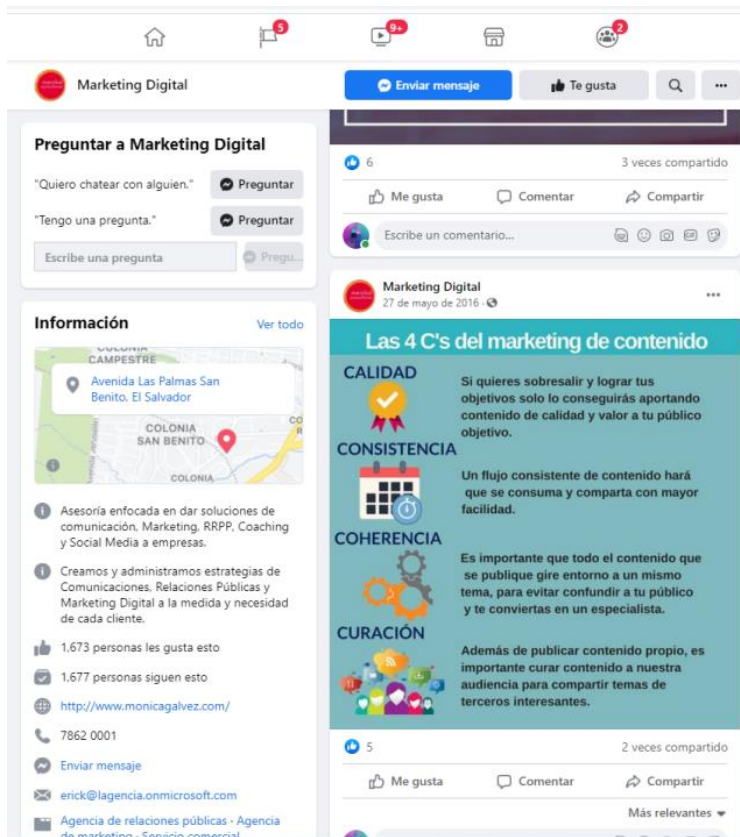 5
9+
2
Marketing Digital
Enviar mensaje
Te gusta
Preguntar a Marketing Digital
"Quiero chatear con alguien."
Preguntar
"Tengo una pregunta."
Preguntar
Escribe una pregunta
Pregu...
Información
Ver todo
COLONIA
CAMPESTRE
Avenida Las Palmas San
Benito, El Salvador
COLONIA
SAN BENITO
CO
R
COLONIA
Asesoría enfocada en dar soluciones de
comunicación, Marketing, RRPP, Coaching
y Social Media a empresas.
Creamos y administramos estrategias de
Comunicaciones, Relaciones Públicas y
Marketing Digital a la medida y necesidad
de cada cliente.
1,673 personas les gusta esto
1,677 personas siguen esto
http://www.monicagalvez.com/
7862 0001
Enviar mensaje
erick@lagencia.onmicrosoft.com
Agencia de relaciones públicas · Agencia
de marketing · Servicio comercial
6
3 veces compartido
Me gusta
Comentar
Compartir
Escribe un comentario...
GIF
Marketing Digital
27 de mayo de 2016 ·
Las 4 C's del marketing de contenido
CALIDAD
Si quieres sobresalir y lograr tus
objetivos solo lo conseguirás aportando
contenido de calidad y valor a tu público
objetivo.
CONSISTENCIA
Un flujo consistente de contenido hará
que se consuma y comparta con mayor
facilidad.
COHERENCIA
Es importante que todo el contenido que
se publique gire entorno a un mismo
tema, para evitar confundir a tu público
y te conviertas en un especialista.
CURACIÓN
Además de publicar contenido propio, es
importante curar contenido a nuestra
audiencia para compartir temas de
terceros interesantes.
5
2 veces compartido
Me gusta
Comentar
Compartir
Más relevantes